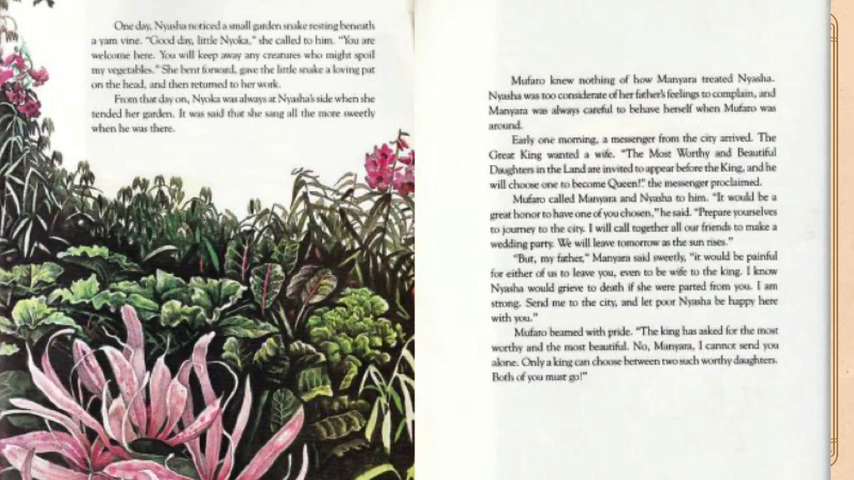 One day, Nyasha noticed a small garden snake resting beneath
a yam vine. "Good day, little Nyoka," she called to him. "You are
welcome here. You will keep away any creatures who might spoil
my vegetables." She bent forward, gave the little snake a loving pat
on the head, and then returned to her work.
From that day on, Nyoka was always at Nyasha's side when she
tended her garden. It was said that she sang all the more sweetly
when he was there.
Mufaro knew nothing of how Manyara treated Nyasha.
Nyasha was too considerate of her father's feelings to complain, and
Manyara was always careful to behave herself when Mufaro was
around.
Early one morning, a messenger from the city arrived. The
Great King wanted a wife. "The Most Worthy and Beautiful
Daughters in the Land are invited to appear before the King, and he
will choose one to become Queen!" the messenger proclaimed.
Mufaro called Manyara and Nyasha to him. "It would be a
great honor to have one of you chosen," he said. "Prepare yourselves
to journey to the city. I will call together all our friends to make a
wedding party. We will leave tomorrow as the sun rises."
"But, my father," Manyara said sweetly, "it would be painful
for either of us to leave you, even to be wife to the king. I know
Nyasha would grieve to death if she were parted from you. I am
strong. Send me to the city, and let poor Nyasha be happy here
with you."
Mufaro beamed with pride. "The king has asked for the most
worthy and the most beautiful. No, Manyara, I cannot send you
alone. Only a king can choose between two such worthy daughters.
Both of you must go!"